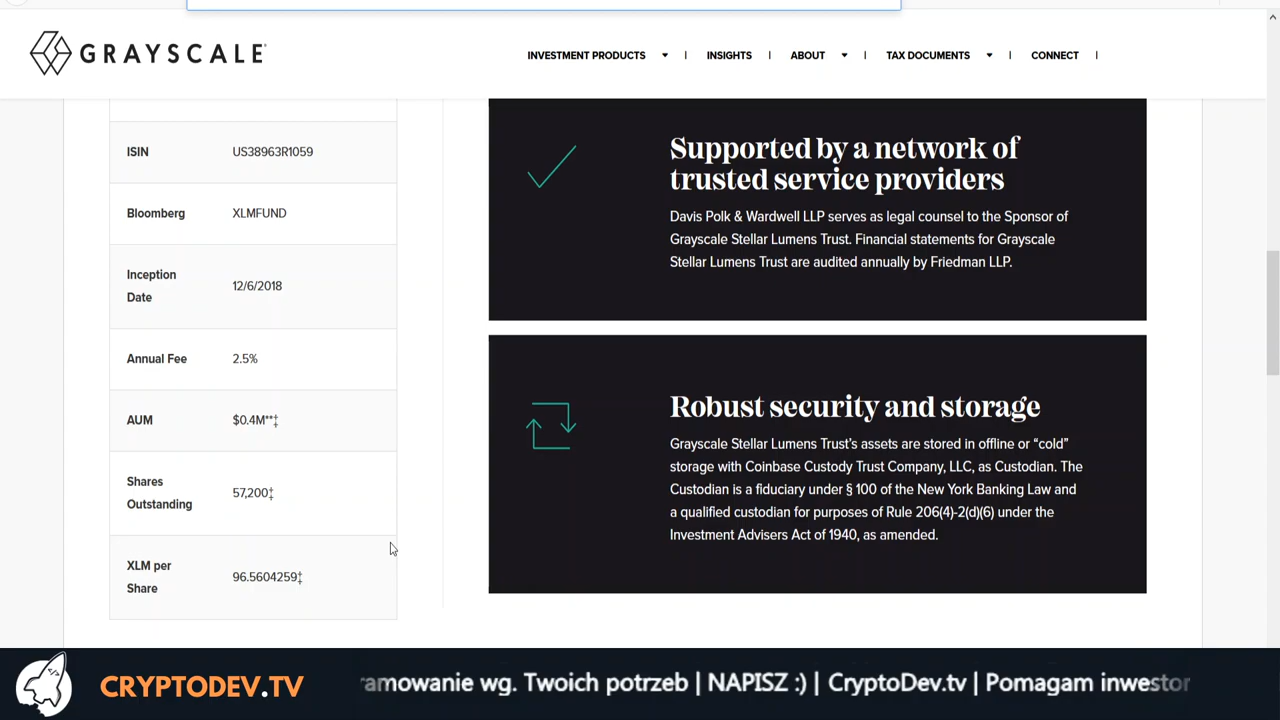 GRAYSCALE®
INVESTMENT PRODUCTS | INSIGHTS | ABOUT | TAX DOCUMENTS | CONNECT |
ISIN US38963R1059
Bloomberg XLMFUND
Inception Date 12/6/2018
Annual Fee 2.5%
AUM $0.4M**‡
Shares Outstanding 57,200‡
XLM per Share 96.5604259‡
Supported by a network of
trusted service providers
Davis Polk & Wardwell LLP serves as legal counsel to the Sponsor of
Grayscale Stellar Lumens Trust. Financial statements for Grayscale
Stellar Lumens Trust are audited annually by Friedman LLP.
Robust security and storage
Grayscale Stellar Lumens Trust’s assets are stored in offline or “cold”
storage with Coinbase Custody Trust Company, LLC, as Custodian. The
Custodian is a fiduciary under § 100 of the New York Banking Law and
a qualified custodian for purposes of Rule 206(4)-2(d)(6) under the
Investment Advisers Act of 1940, as amended.
CRYPTODEV.TV
amowanie wg. Twoich potrzeb | NAPISZ :) | CryptoDev.tv | Pomagam inwestor